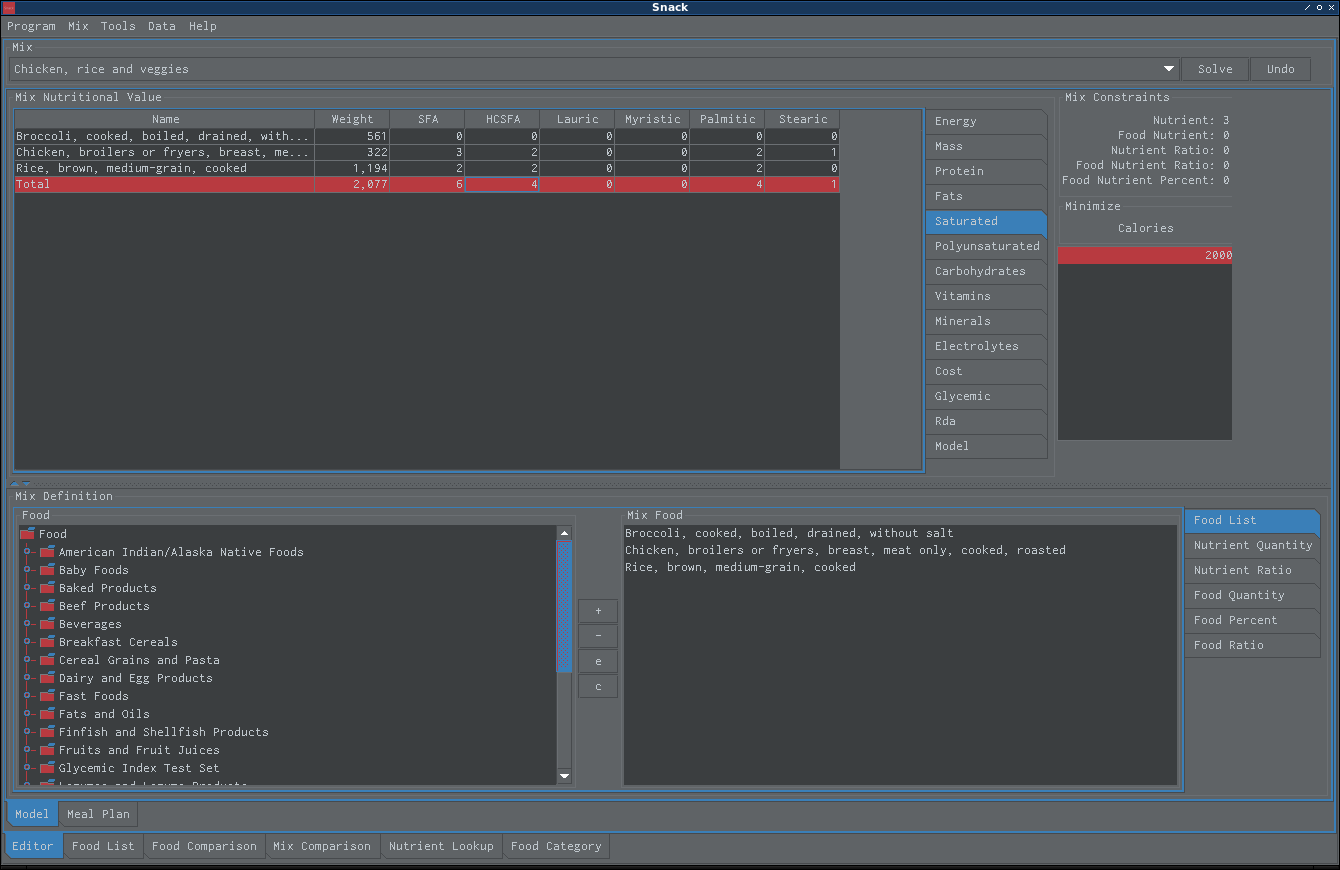 Snack
Program Mix Tools Data Help
Mix
Chicken, rice and veggies
Solve Undo
Mix Nutritional Value
Name Weight SFA HCSFA Lauric Myristic Palmitic Stearic
Broccoli, cooked, boiled, drained, with... 561 0 0 0 0 0 0
Chicken, broilers or fryers, breast, me... 322 3 2 0 0 2 1
Rice, brown, medium-grain, cooked 1,194 2 2 0 0 2 0
Total 2,077 6 4 0 0 4 1
Energy
Mass
Protein
Fats
Saturated
Polyunsaturated
Carbohydrates
Vitamins
Minerals
Electrolytes
Cost
Glycemic
Rda
Model
Mix Constraints
Nutrient: 3
Food Nutrient: 0
Nutrient Ratio: 0
Food Nutrient Ratio: 0
Food Nutrient Percent: 0
Minimize
Calories
2000
Mix Definition
Food
Food
American Indian/Alaska Native Foods
Baby Foods
Baked Products
Beef Products
Beverages
Breakfast Cereals
Cereal Grains and Pasta
Dairy and Egg Products
Fast Foods
Fats and Oils
Finfish and Shellfish Products
Fruits and Fruit Juices
Glycemic Index Test Set
Legumes and Legume Products
+
-
e
c
Mix Food
Broccoli, cooked, boiled, drained, without salt
Chicken, broilers or fryers, breast, meat only, cooked, roasted
Rice, brown, medium-grain, cooked
Food List
Nutrient Quantity
Nutrient Ratio
Food Quantity
Food Percent
Food Ratio
Model Meal Plan
Editor Food List Food Comparison Mix Comparison Nutrient Lookup Food Category